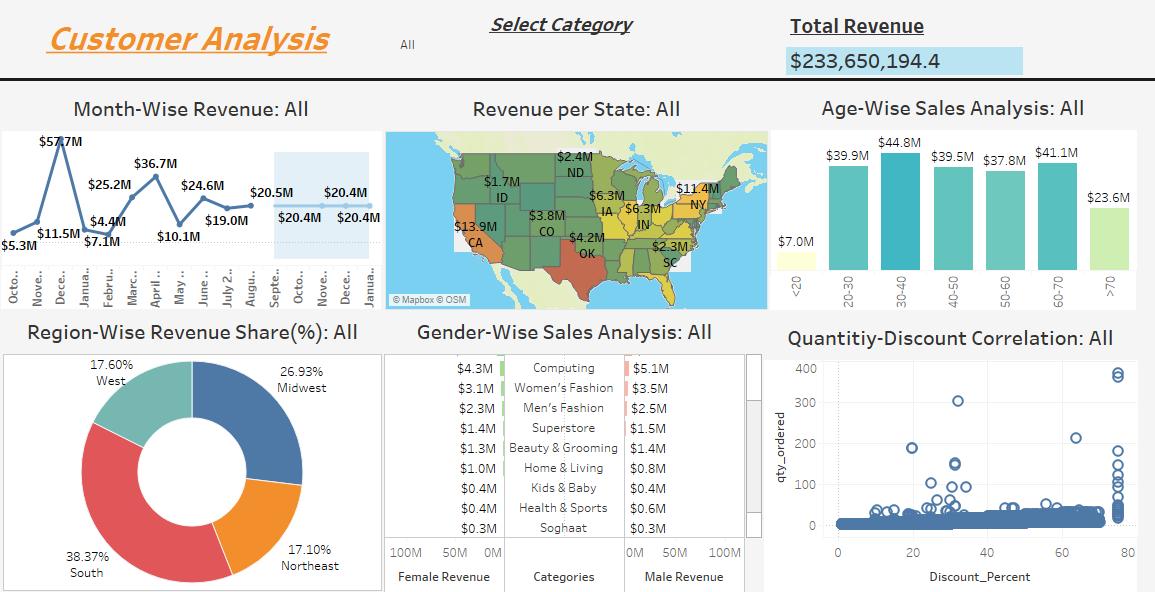 Customer Analysis
All
Select Category
Total Revenue
$233,650,194.4
Month-Wise Revenue: All
$57.7M
$36.7M
$25.2M
$24.6M
$20.5M
$20.4M
$4.4M
$11.5M
$19.0M
$20.4M
$20.4M
$5.3M
$7.1M
$10.1M
Octo..
Nove..
Dece..
Janua..
Febru..
Marc..
April ..
May ..
June ..
July 2..
Augu..
Septe..
Octo..
Nove..
Dece..
Janua..
Revenue per State: All
$2.4M
ND
$1.7M
ID
$11.4M
NY
$6.3M
IA
$6.3M
IN
$3.8M
CO
$13.9M
CA
$4.2M
OK
$2.3M
SC
© Mapbox © OSM
Age-Wise Sales Analysis: All
$7.0M
$39.9M
$44.8M
$39.5M
$37.8M
$41.1M
$23.6M
<20
20-30
30-40
40-50
50-60
60-70
>70
Region-Wise Revenue Share(%): All
17.60%
West
26.93%
Midwest
38.37%
South
17.10%
Northeast
Gender-Wise Sales Analysis: All
$4.3M Computing $5.1M
$3.1M Women's Fashion $3.5M
$2.3M Men's Fashion $2.5M
$1.4M Superstore $1.5M
$1.3M Beauty & Grooming $1.4M
$1.0M Home & Living $0.8M
$0.4M Kids & Baby $0.4M
$0.4M Health & Sports $0.6M
$0.3M Soghaat $0.3M
100M 50M 0M 0M 50M 100M
Female Revenue Categories Male Revenue
Quantitiy-Discount Correlation: All
qty_ordered
400
300
200
100
0
0 20 40 60 80
Discount_Percent